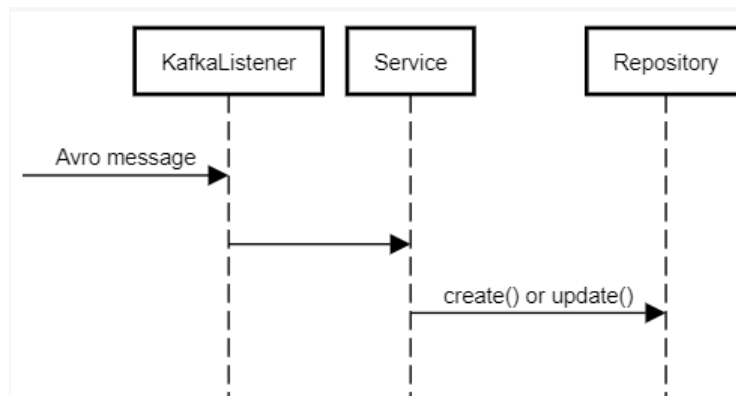 KafkaListener
Service
Repository
Avro message
create() or update()